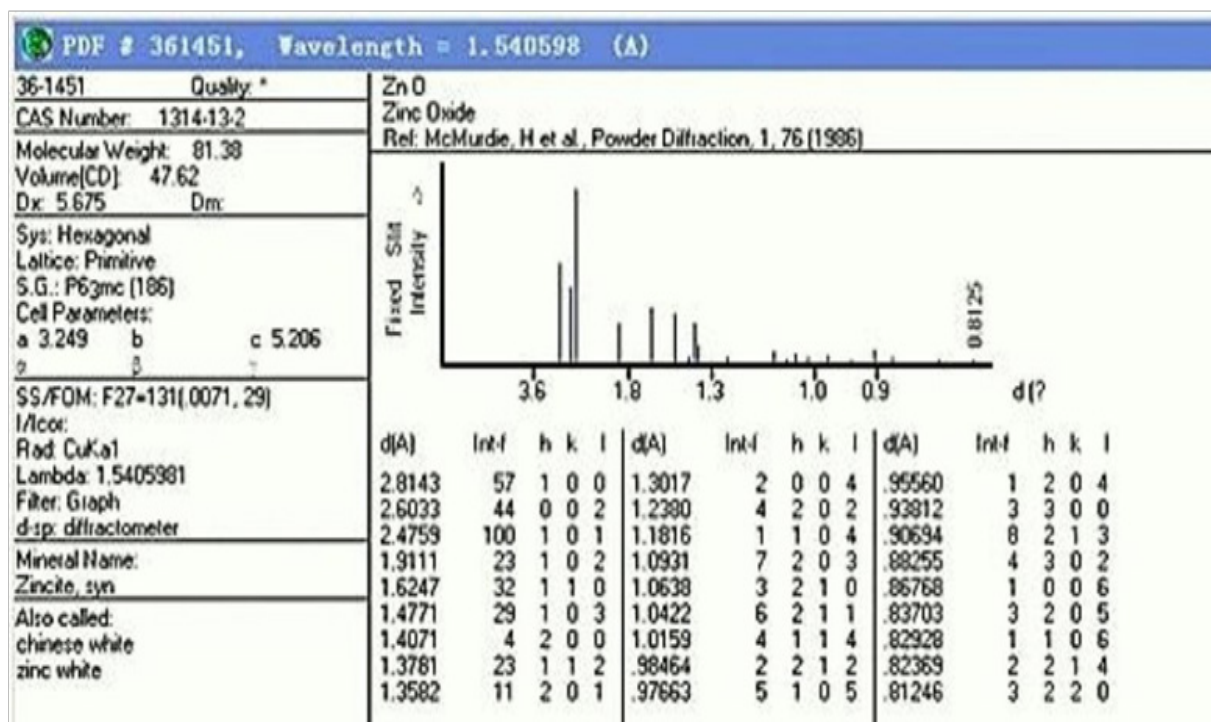 PDF # 361451, Wavelength = 1.540598 (A)
36-1451 Quality: *
CAS Number: 1314-13-2
Molecular Weight: 81.38
Volume[CD]: 47.62
Dx: 5.675 Dm:
Sys: Hexagonal
Lattice: Primitive
S.G.: P63mc (186)
Cell Parameters:
a 3.249 b c 5.206
α β γ
SS/FOM: F27=131(.0071, 29)
I/Icor:
Rad: CuKa1
Lambda: 1.5405981
Filter: Graph
d-sp: diffractometer
Mineral Name:
Zincite, syn
Also called:
chinese white
zinc white
Zn O
Zinc Oxide
Ref: McMurdie, H et al., Powder Diffraction, 1, 76 (1986)
Fixed Slit
Intensity ->
0.8125
3.6 1.8 1.3 1.0 0.9 d(?
d(A) Int-f h k l d(A) Int-f h k l d(A) Int-f h k l
2.8143 57 1 0 0 1.3017 2 0 0 4 .95560 1 2 0 4
2.6033 44 0 0 2 1.2380 4 2 0 2 .93812 3 3 0 0
2.4759 100 1 0 1 1.1816 1 1 0 4 .90694 8 2 1 3
1.9111 23 1 0 2 1.0931 7 2 0 3 .88255 4 3 0 2
1.6247 32 1 1 0 1.0638 3 2 1 0 .86768 1 0 0 6
1.4771 29 1 0 3 1.0422 6 2 1 1 .83703 3 2 0 5
1.4071 4 2 0 0 1.0159 4 1 1 4 .82928 1 1 0 6
1.3781 23 1 1 2 .98464 2 2 1 2 .82369 2 2 1 4
1.3582 11 2 0 1 .97663 5 1 0 5 .81246 3 2 2 0